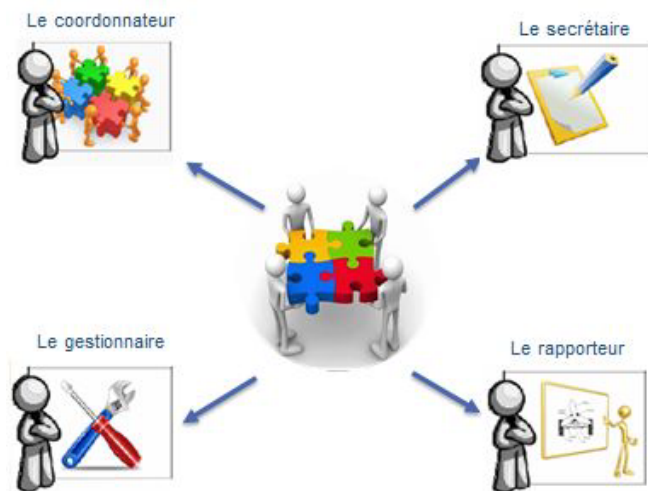 Le coordonnateur
Le secrétaire
Le gestionnaire
Le rapporteur